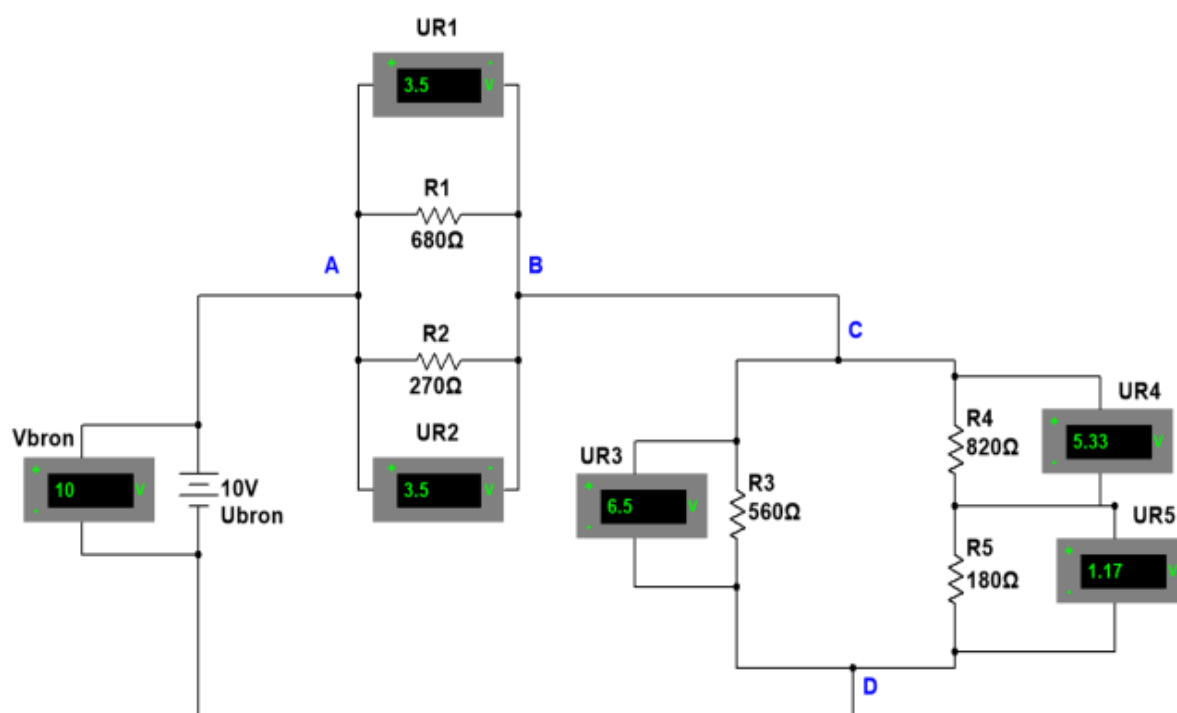 UR1
+ -
3.5 V
R1
680Ω
A
B
R2
270Ω
UR2
+ -
3.5 V
C
Vbron
+
10 V
-
10V
Ubron
UR3
+
6.5 V
-
R3
560Ω
R4
820Ω
UR4
+
5.33 V
-
R5
180Ω
UR5
+
1.17 V
-
D